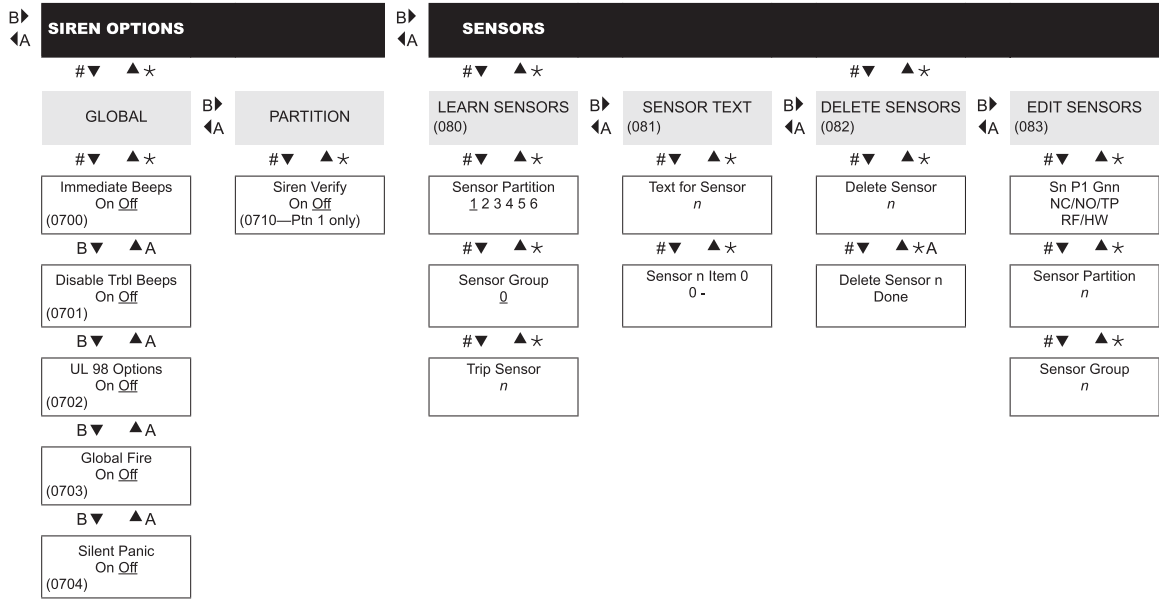 B▶
◀A
SIREN OPTIONS
#▼ ▲*
GLOBAL
B▶
◀A
PARTITION
#▼ ▲*
#▼ ▲*
Immediate Beeps
On Off
(0700)
Siren Verify
On Off
(0710—Ptn 1 only)
B▼ ▲A
Disable Trbl Beeps
On Off
(0701)
B▼ ▲A
UL 98 Options
On Off
(0702)
B▼ ▲A
Global Fire
On Off
(0703)
B▼ ▲A
Silent Panic
On Off
(0704)
B▶
◀A
SENSORS
#▼ ▲*
#▼ ▲*
LEARN SENSORS
(080)
B▶
◀A
SENSOR TEXT
(081)
B▶
◀A
DELETE SENSORS
(082)
B▶
◀A
EDIT SENSORS
(083)
#▼ ▲*
#▼ ▲*
#▼ ▲*
#▼ ▲*
Sensor Partition
1 2 3 4 5 6
Text for Sensor
n
Delete Sensor
n
Sn P1 Gnn
NC/NO/TP
RF/HW
#▼ ▲*
#▼ ▲*
#▼ ▲*A
#▼ ▲*
Sensor Group
0
Sensor n Item 0
0 -
Delete Sensor n
Done
Sensor Partition
n
#▼ ▲*
#▼ ▲*
Trip Sensor
n
Sensor Group
n